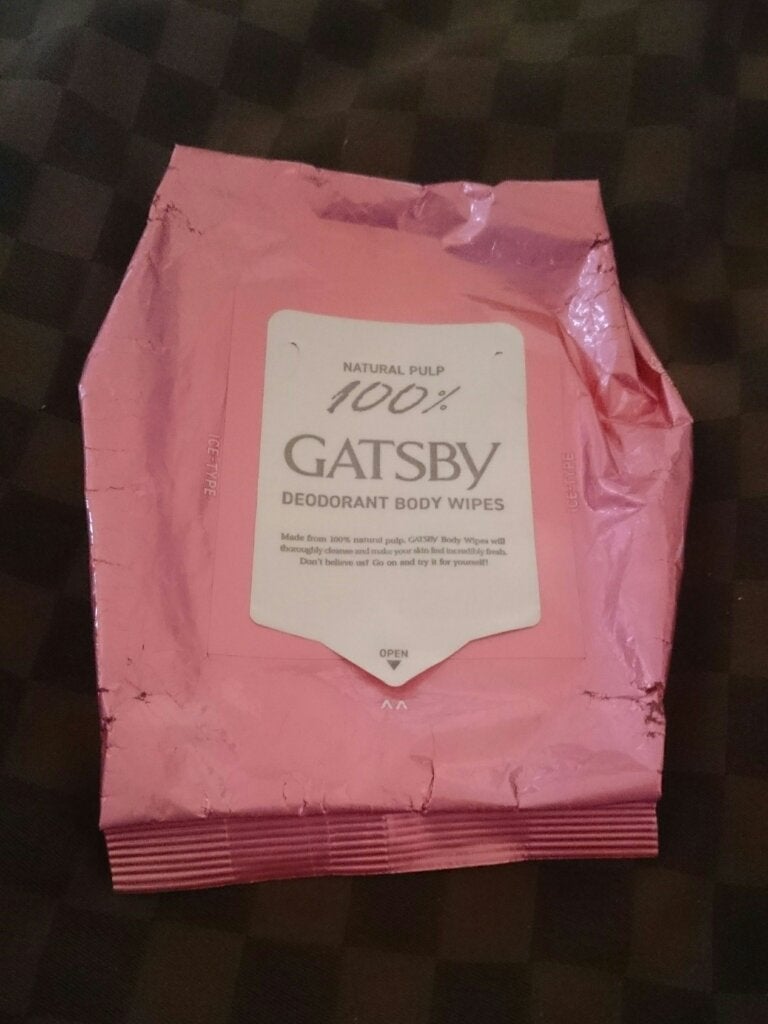 NATURAL PULP
100%
GATSBY
DEODORANT BODY WIPES
Made from 100% natural pulp. GATSBY Body Wipes will
thoroughly cleanse and make your skin feel incredibly fresh.
Don't believe us? Go on and try it for yourself!
OPEN
ICE-TYPE
ICE-TYPE